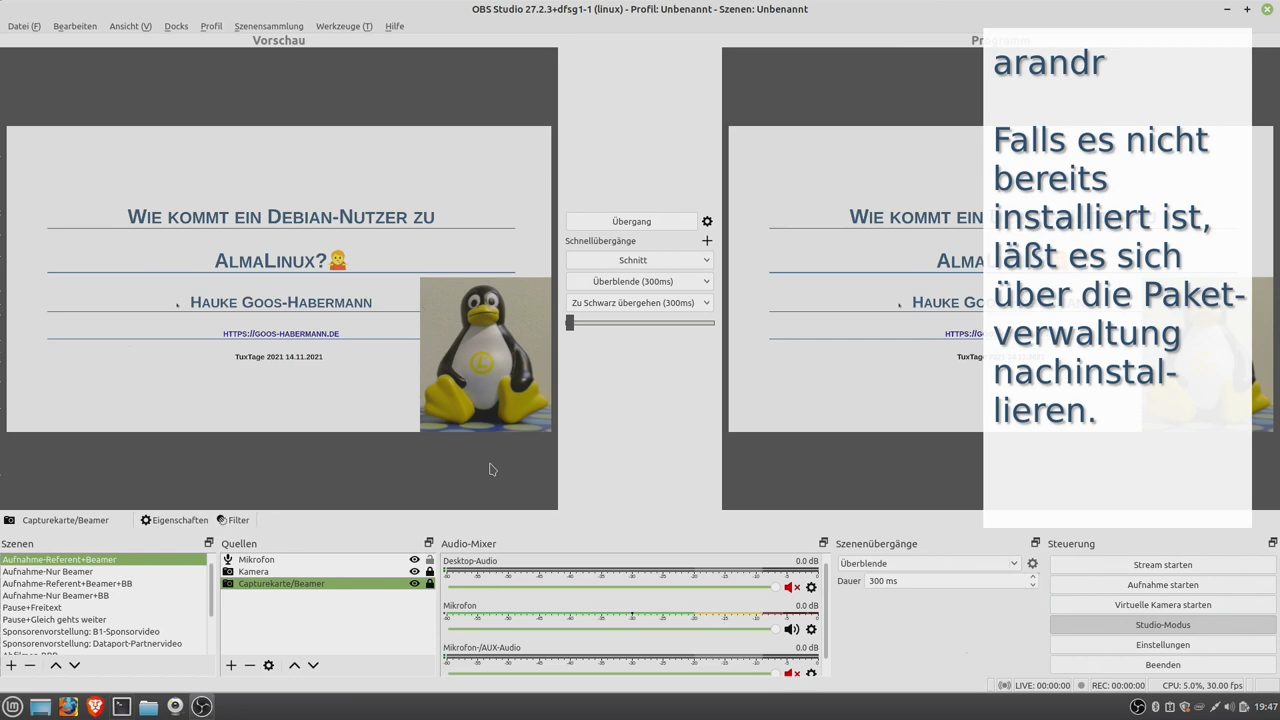 OBS Studio 27.2.3+dfsg1-1 (linux) - Profil: Unbenannt - Szenen: Unbenannt
Datei (F) Bearbeiten Ansicht (V) Docks Profil Szenensammlung Werkzeuge (T) Hilfe
Vorschau
Wie kommt ein Debian-Nutzer zu
AlmaLinux?
Hauke Goos-Habermann
https://goos-habermann.de
TuxTage 2021 14.11.2021
Übergang
Schnellübergänge
Schnitt
Überblende (300ms)
Zu Schwarz übergehen (300ms)
Wie kommt ein
arandr
Falls es nicht
bereits
installiert ist,
läßt es sich
über die Paket-
verwaltung
nachinstal-
lieren.
Capturekarte/Beamer Eigenschaften Filter
Szenen
Aufnahme-Referent+Beamer
Aufnahme-Nur Beamer
Aufnahme-Referent+Beamer+BB
Aufnahme-Nur Beamer+BB
Pause+Freitext
Pause+Gleich gehts weiter
Sponsorenvorstellung: B1-Sponsorvideo
Sponsorenvorstellung: Dataport-Partnervideo
Quellen
Mikrofon
Kamera
Capturekarte/Beamer
Audio-Mixer
Desktop-Audio 0.0 dB
Mikrofon 0.0 dB
Mikrofon-/AUX-Audio 0.0 dB
Szenenübergänge
Überblende
Dauer 300 ms
Steuerung
Stream starten
Aufnahme starten
Virtuelle Kamera starten
Studio-Modus
Einstellungen
Beenden
LIVE: 00:00:00 REC: 00:00:00 CPU: 5.0%, 30.00 fps
19:47